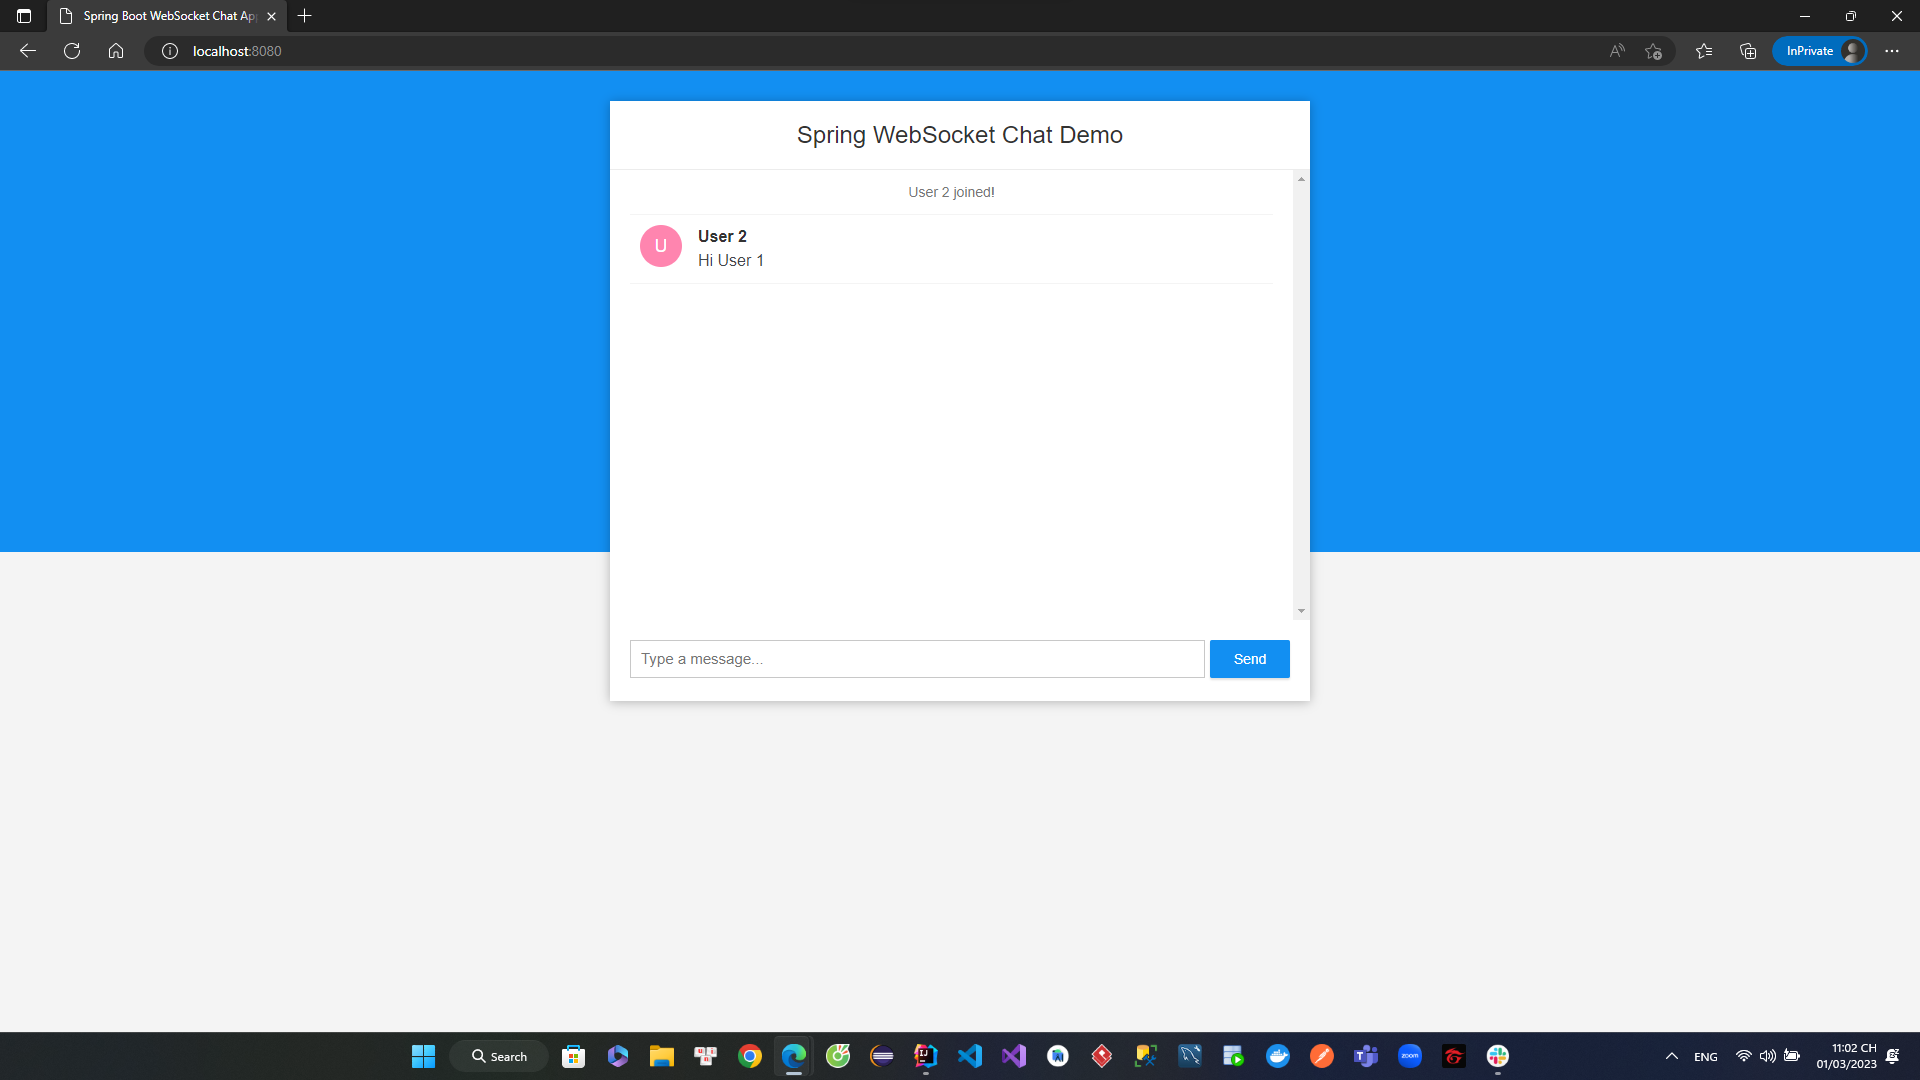 Spring Boot WebSocket Chat Ap
localhost:8080
InPrivate
Spring WebSocket Chat Demo
User 2 joined!
U
User 2
Hi User 1
Type a message...
Send
Search
ENG
11:02 CH
01/03/2023